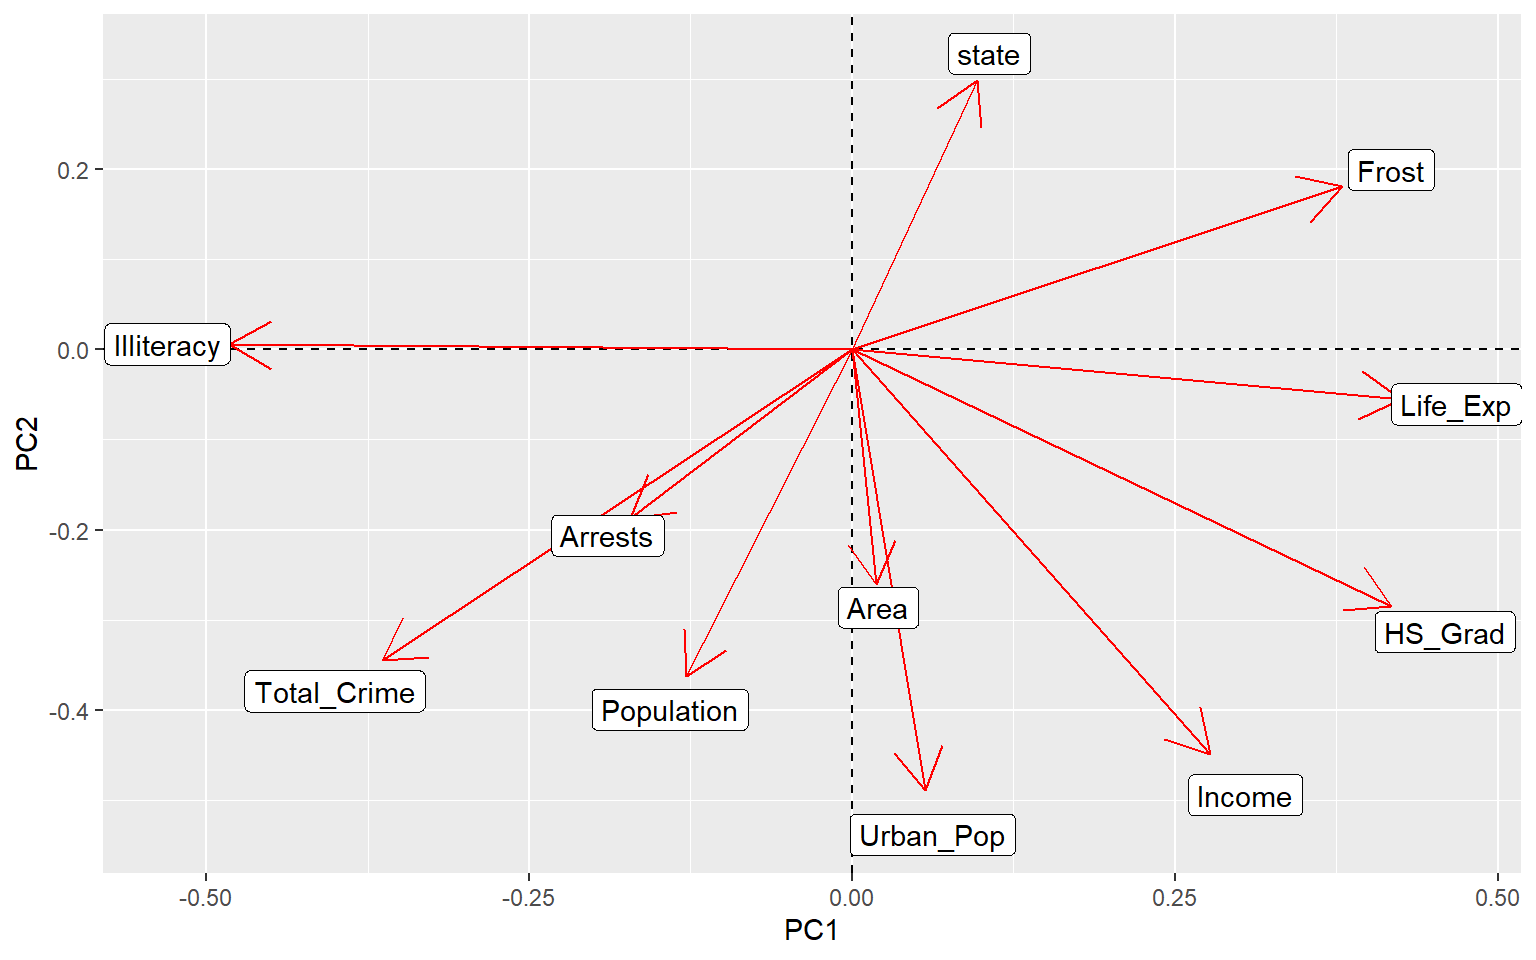 state
Frost
0.2
Illiteracy
0.0
Life_Exp
PC2
Arrests
-0.2
Area
HS_Grad
Total_Crime
Population
-0.4
Income
Urban_Pop
-0.50 -0.25 0.00 0.25 0.50
PC1